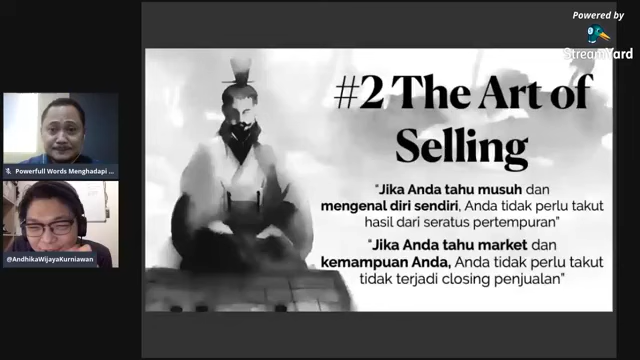 Powered by
StreamYard
#2 The Art of
Selling
"Jika Anda tahu musuh dan
mengenal diri sendiri, Anda tidak perlu takut
hasil dari seratus pertempuran"
"Jika Anda tahu market dan
kemampuan Anda, Anda tidak perlu takut
tidak terjadi closing penjualan"
Powerfull Words Menghadapi ...
@AndhikaWijayaKurniawan